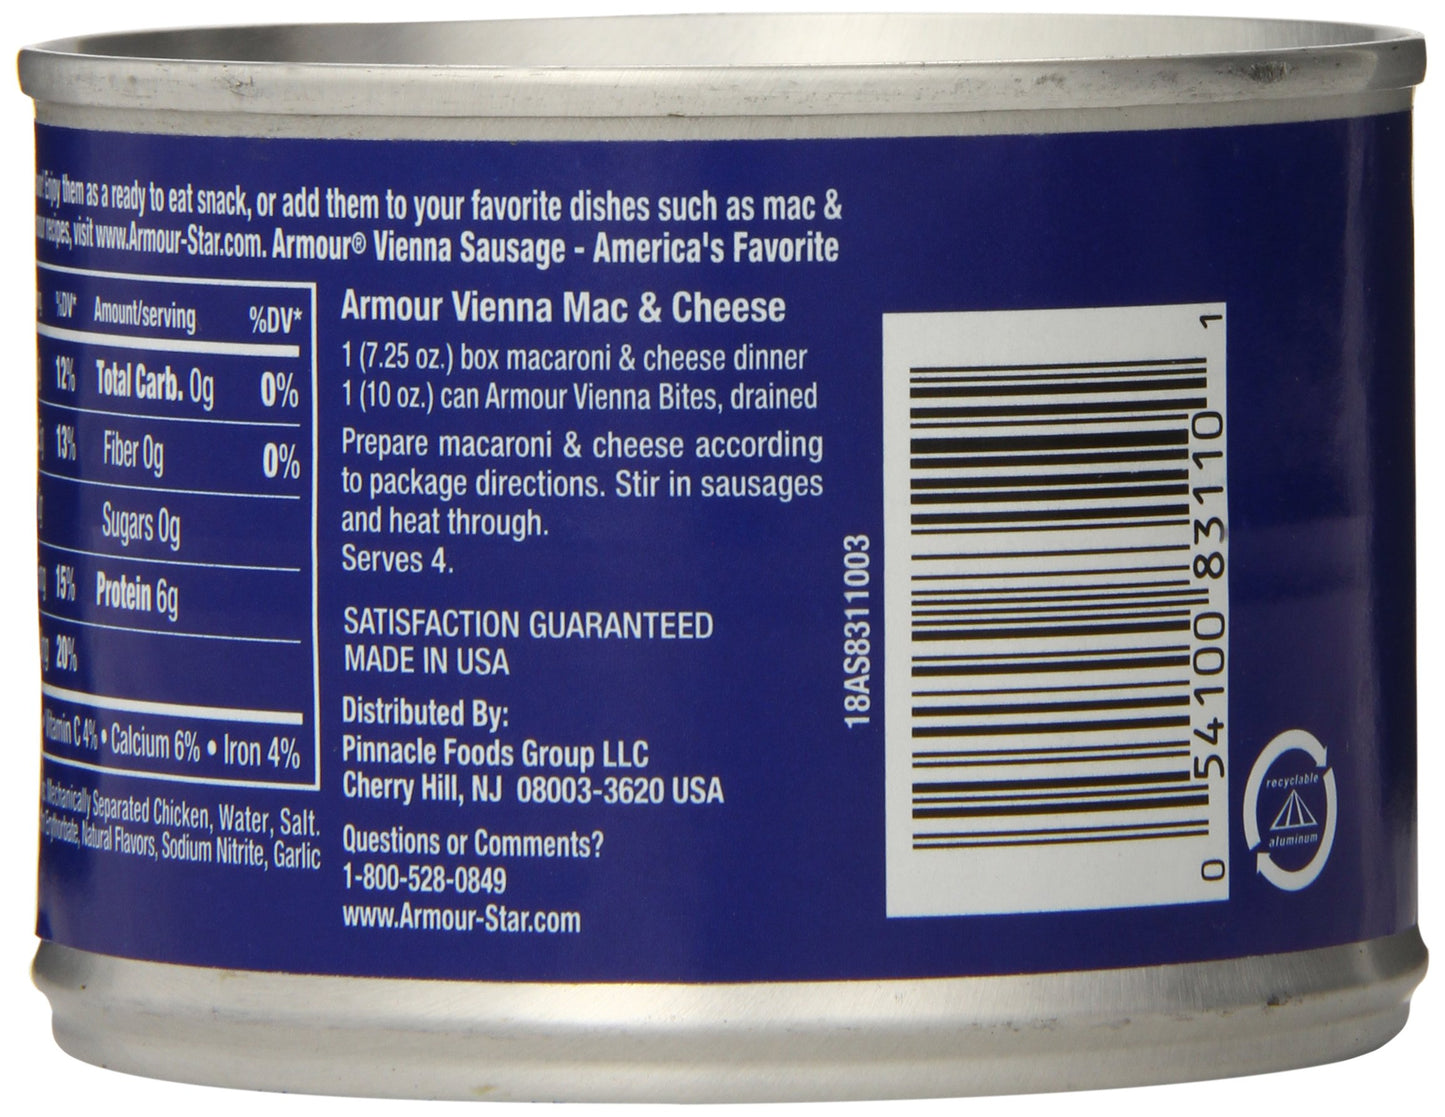 Enjoy them as a ready to eat snack, or add them to your favorite dishes such as mac &
recipes, visit www.Armour-Star.com. Armour® Vienna Sausage - America's Favorite
%DV* Amount/serving %DV*
12% Total Carb. 0g 0%
13% Fiber 0g 0%
Sugars 0g
15% Protein 6g
20%
Vitamin C 4% • Calcium 6% • Iron 4%
Mechanically Separated Chicken, Water, Salt.
Erythorbate, Natural Flavors, Sodium Nitrite, Garlic
Armour Vienna Mac & Cheese
1 (7.25 oz.) box macaroni & cheese dinner
1 (10 oz.) can Armour Vienna Bites, drained
Prepare macaroni & cheese according
to package directions. Stir in sausages
and heat through.
Serves 4.
SATISFACTION GUARANTEED
MADE IN USA
Distributed By:
Pinnacle Foods Group LLC
Cherry Hill, NJ 08003-3620 USA
Questions or Comments?
1-800-528-0849
www.Armour-Star.com
18AS8311003
0 54100 83110 1
recyclable
aluminum